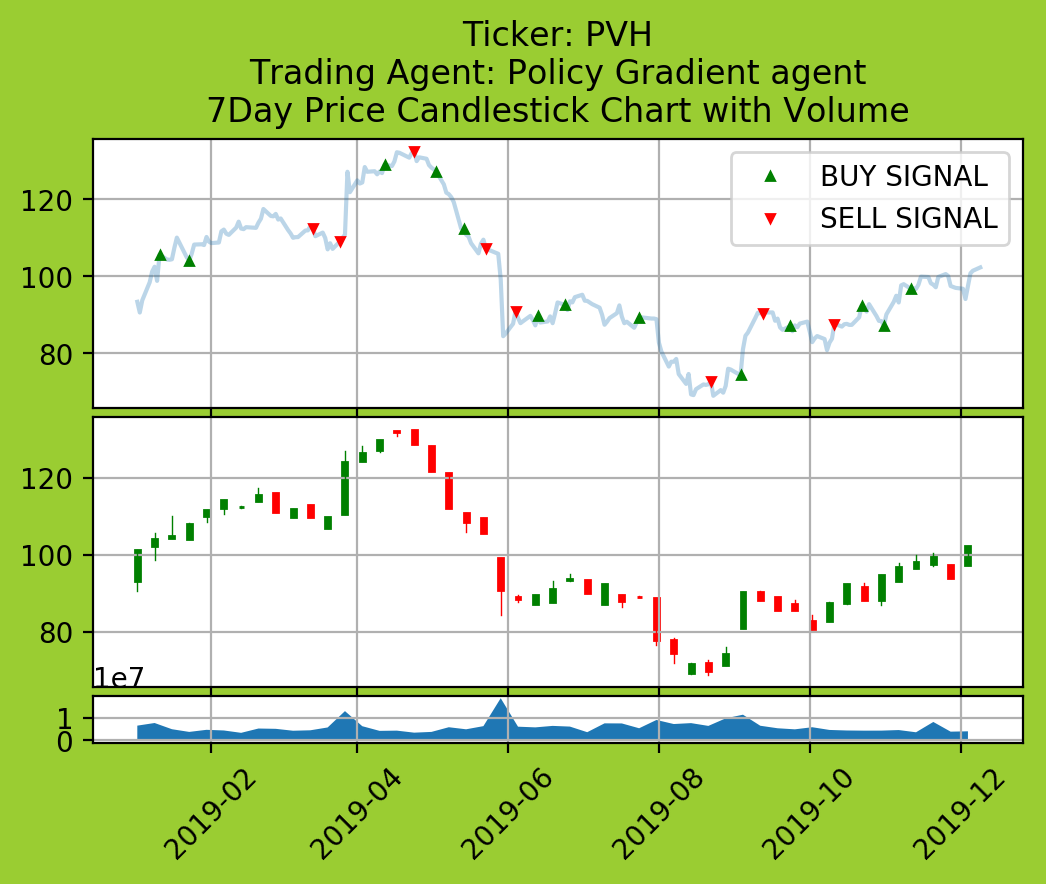 Ticker: PVH
Trading Agent: Policy Gradient agent
7Day Price Candlestick Chart with Volume
BUY SIGNAL
SELL SIGNAL
120
100
80
120
100
80
1e7
1
0
2019-02
2019-04
2019-06
2019-08
2019-10
2019-12